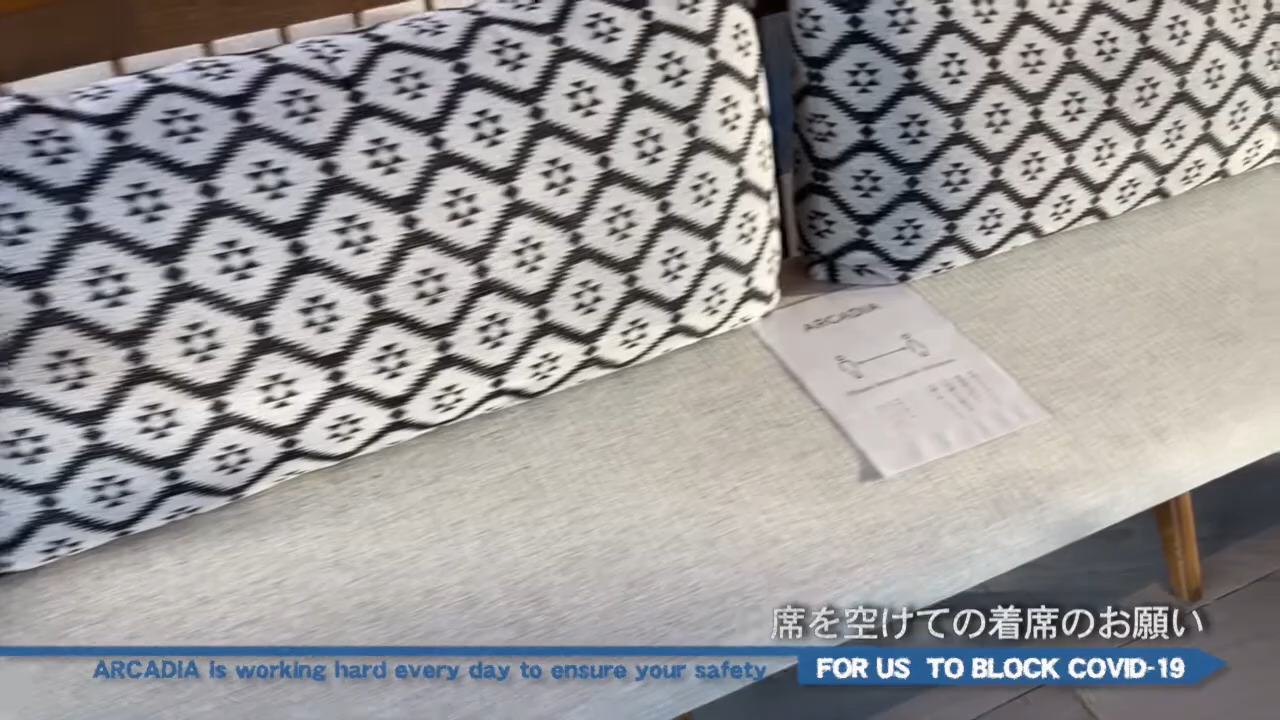 ARCADIA
席を空けての着席のお願い
ARCADIA is working hard every day to ensure your safety
FOR US TO BLOCK COVID-19